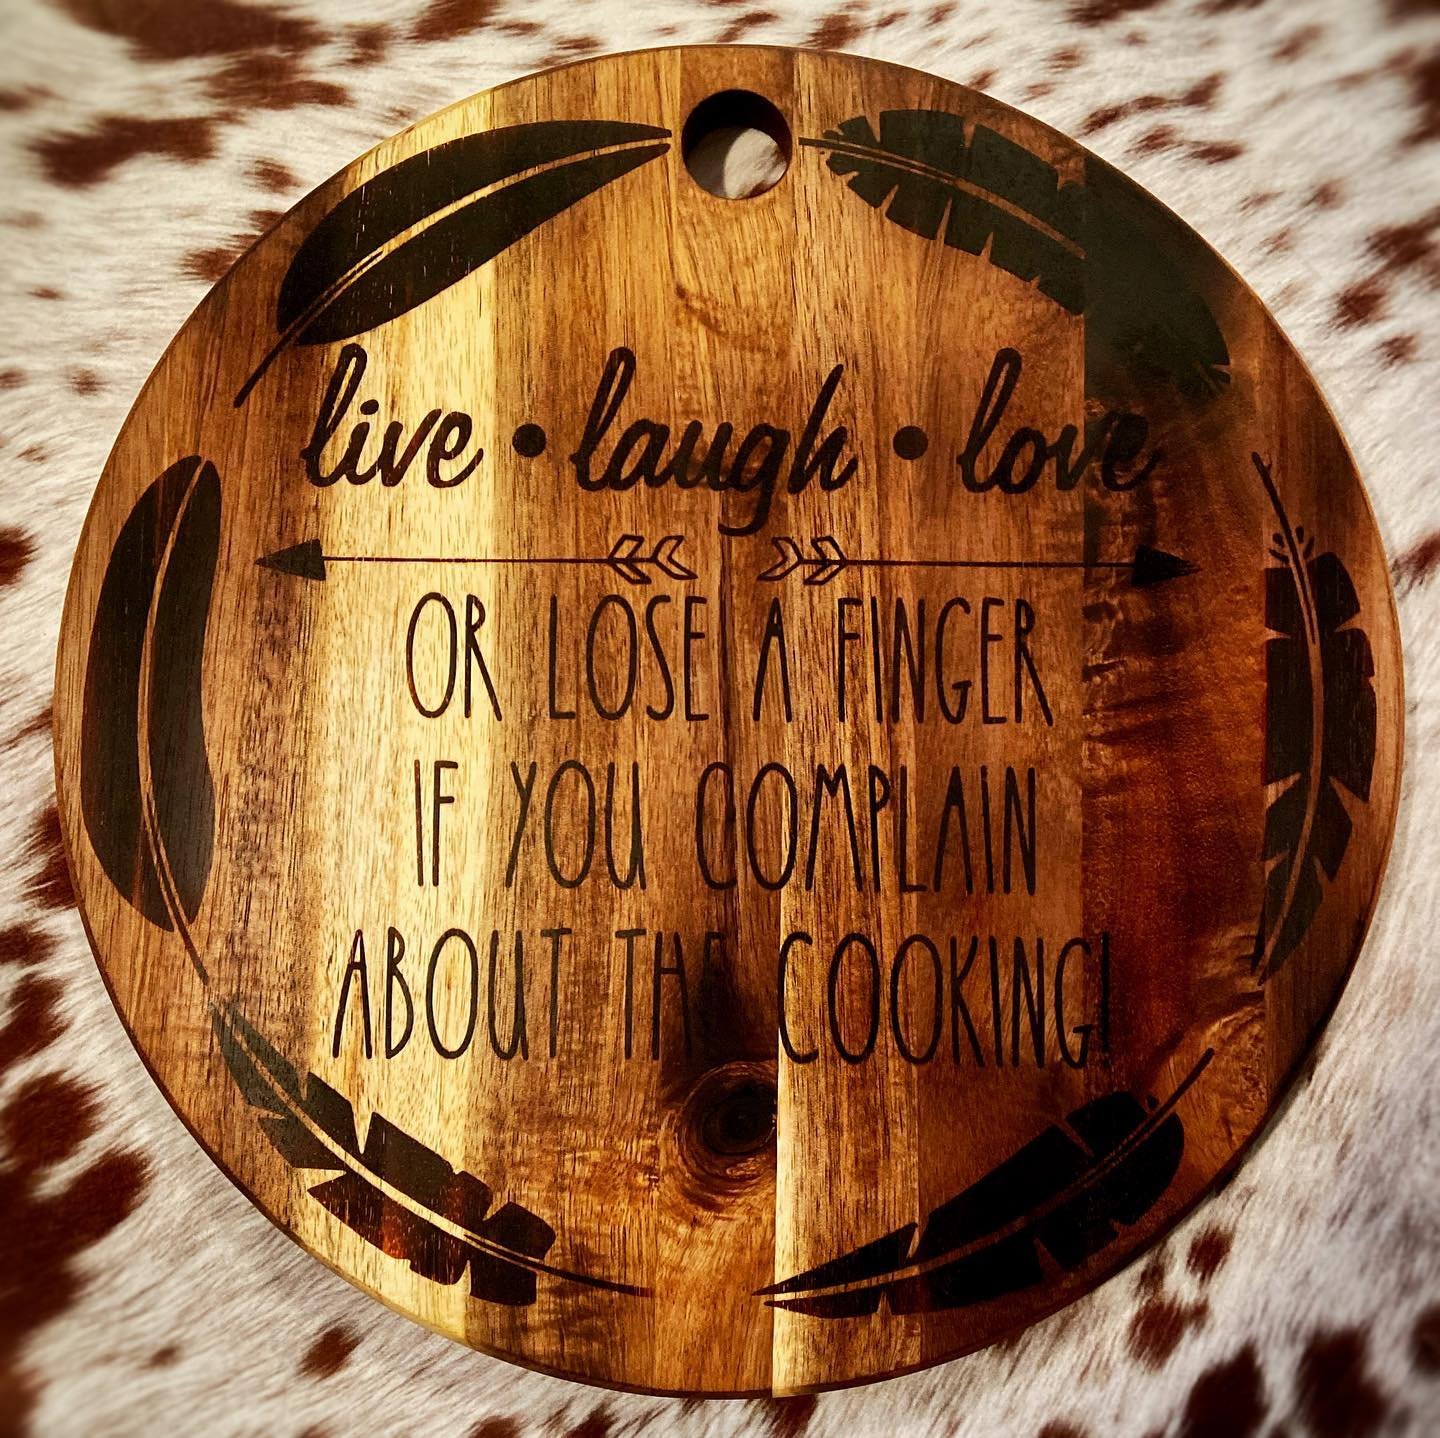 live • laugh • love
OR LOSE A FINGER
IF YOU COMPLAIN
ABOUT THE COOKING!